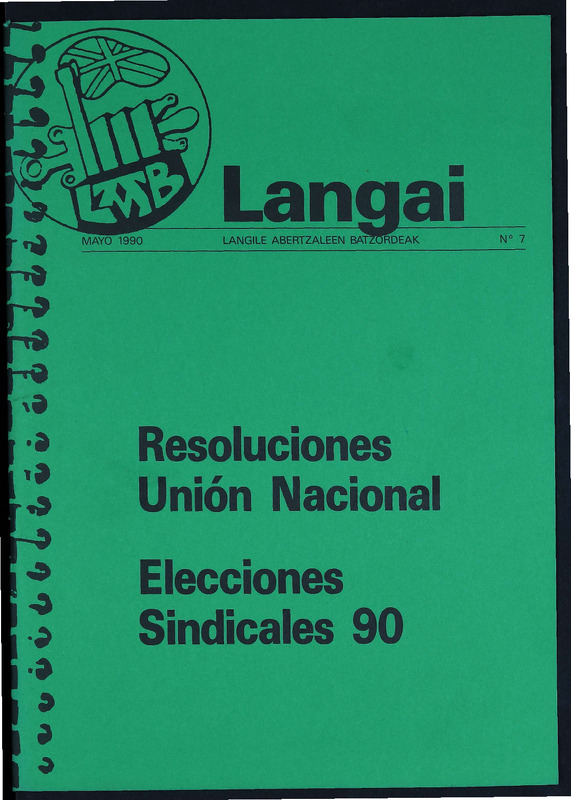 LAB
Langai
MAYO 1990 LANGILE ABERTZALEEN BATZORDEAK Nº 7
Resoluciones
Unión Nacional
Elecciones
Sindicales 90